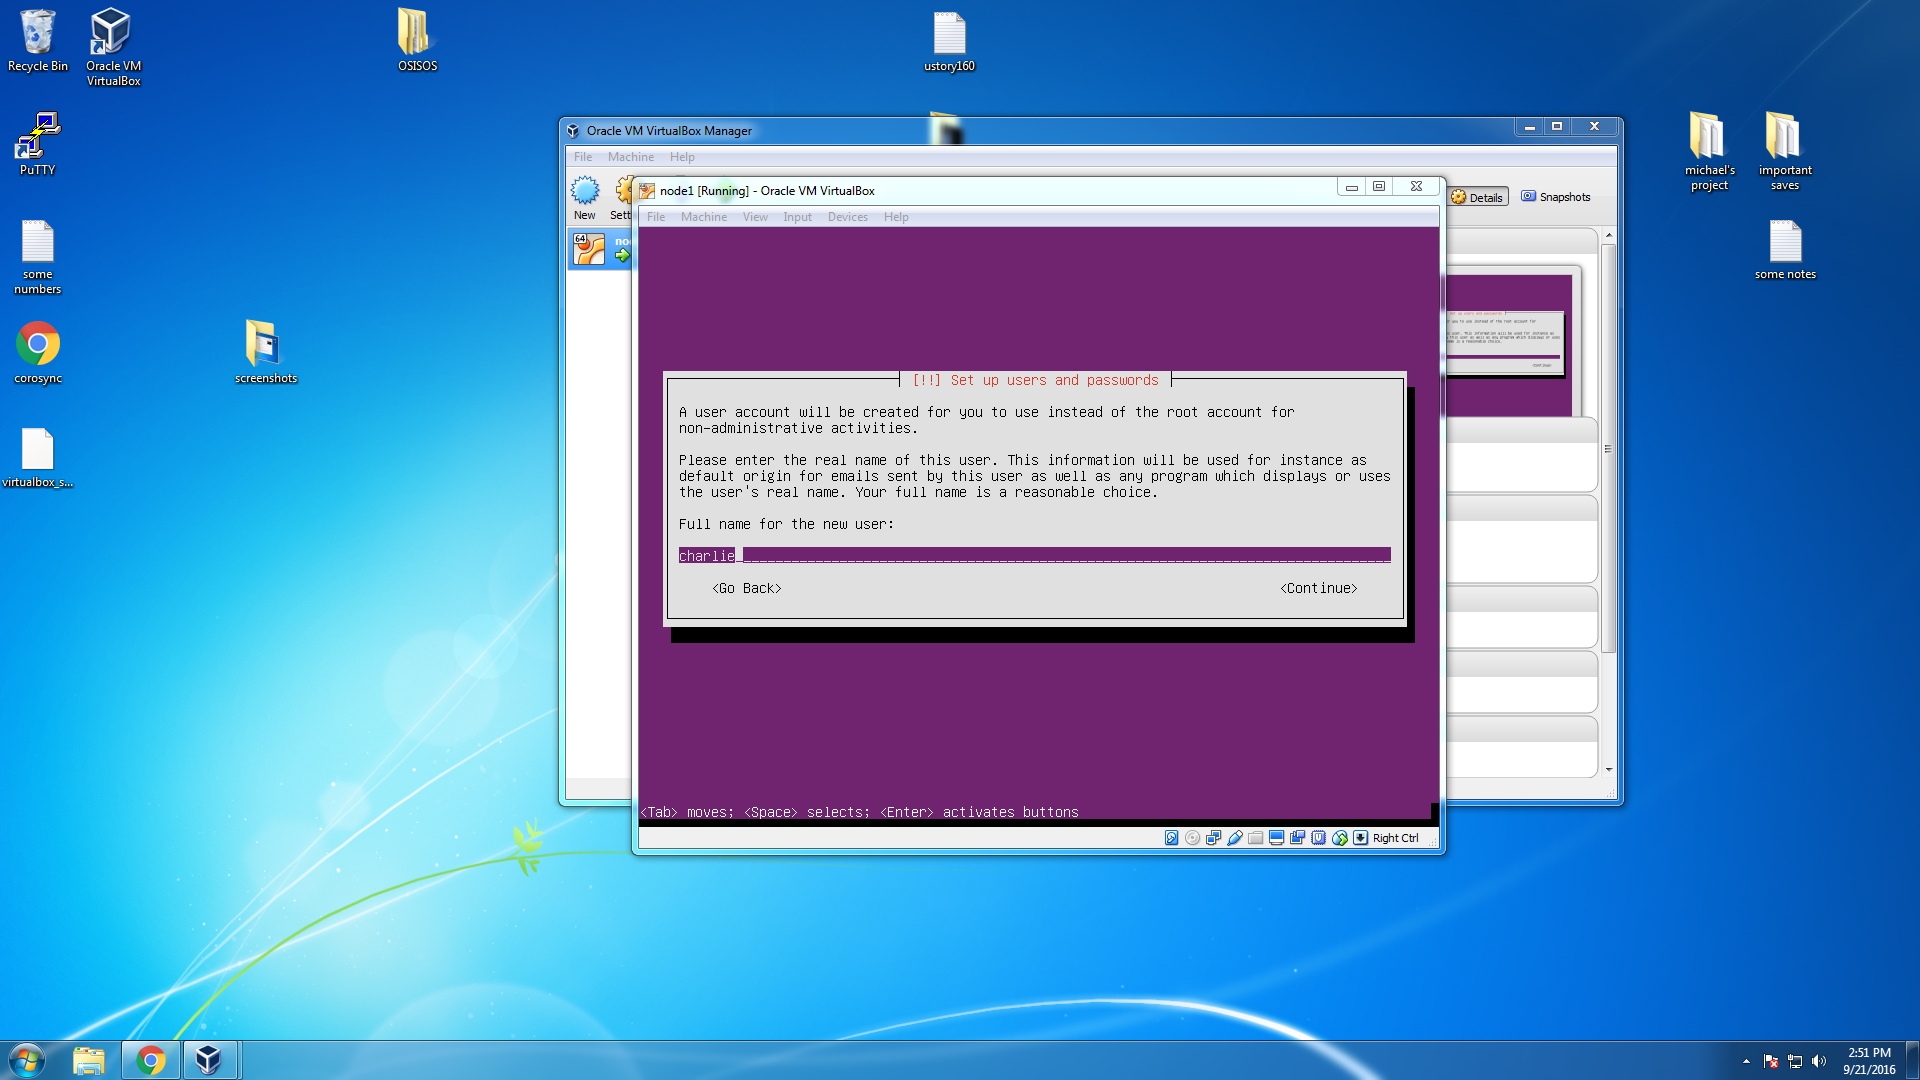 Recycle Bin
Oracle VM
VirtualBox
OSISOS
ustory160
PuTTY
some
numbers
corosync
virtualbox_s...
screenshots
michael's
project
important
saves
some notes
Oracle VM VirtualBox Manager
File Machine Help
New
Sett
64
no
Details
Snapshots
node1 [Running] - Oracle VM VirtualBox
File Machine View Input Devices Help
[!!] Set up users and passwords
A user account will be created for you to use instead of the root account for
non-administrative activities.
Please enter the real name of this user. This information will be used for instance as
default origin for emails sent by this user as well as any program which displays or uses
the user's real name. Your full name is a reasonable choice.
Full name for the new user:
charlie
<Go Back> <Continue>
<Tab> moves; <Space> selects; <Enter> activates buttons
Right Ctrl
2:51 PM
9/21/2016